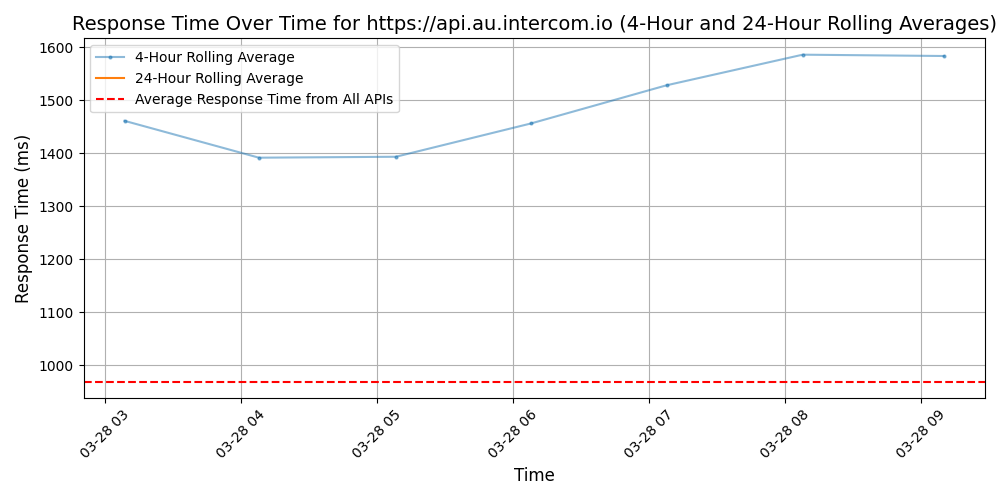 Response Time Over Time for https://api.au.intercom.io (4-Hour and 24-Hour Rolling Averages)
4-Hour Rolling Average
24-Hour Rolling Average
Average Response Time from All APIs
Response Time (ms)
1600
1500
1400
1300
1200
1100
1000
03-28 03
03-28 04
03-28 05
03-28 06
03-28 07
03-28 08
03-28 09
Time